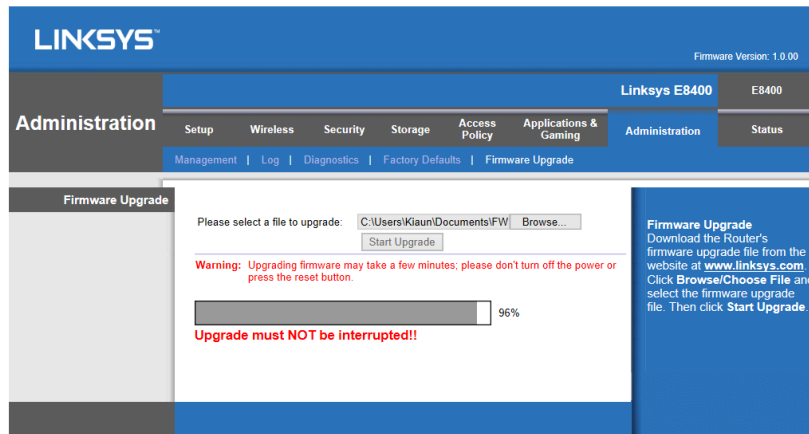 LINKSYS™
Firmware Version: 1.0.00
Linksys E8400 E8400
Administration
Setup Wireless Security Storage Access Policy Applications & Gaming Administration Status
Management | Log | Diagnostics | Factory Defaults | Firmware Upgrade
Firmware Upgrade
Please select a file to upgrade: C:\Users\Kiaun\Documents\FW Browse...
Start Upgrade
Warning: Upgrading firmware may take a few minutes; please don't turn off the power or
press the reset button.
96%
Upgrade must NOT be interrupted!!
Firmware Upgrade
Download the Router's
firmware upgrade file from the
website at www.linksys.com.
Click Browse/Choose File and
select the firmware upgrade
file. Then click Start Upgrade.